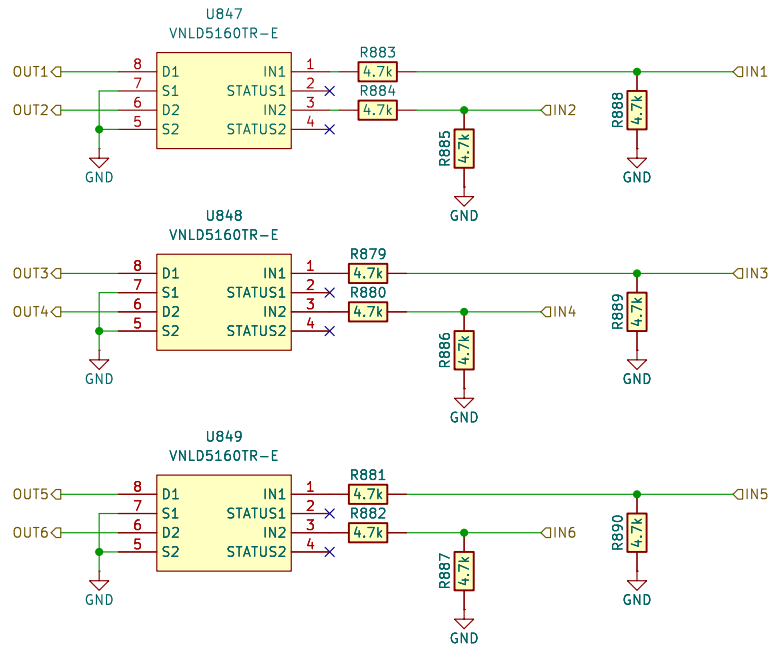 U847
VNLD5160TR-E
OUT1 8 D1 IN1 1 R883 4.7k IN1
7 S1 STATUS1 2
OUT2 6 D2 IN2 3 R884 4.7k IN2
5 S2 STATUS2 4
R885 4.7k
R888 4.7k
GND
GND
GND
U848
VNLD5160TR-E
OUT3 8 D1 IN1 1 R879 4.7k IN3
7 S1 STATUS1 2
OUT4 6 D2 IN2 3 R880 4.7k IN4
5 S2 STATUS2 4
R886 4.7k
R889 4.7k
GND
GND
GND
U849
VNLD5160TR-E
OUT5 8 D1 IN1 1 R881 4.7k IN5
7 S1 STATUS1 2
OUT6 6 D2 IN2 3 R882 4.7k IN6
5 S2 STATUS2 4
R887 4.7k
R890 4.7k
GND
GND
GND